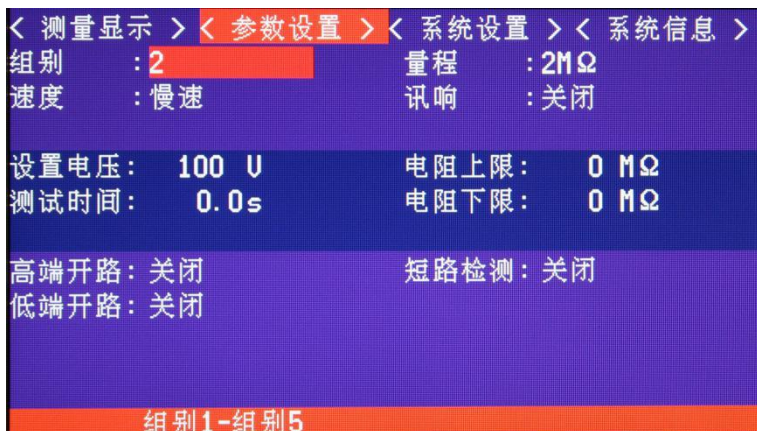 < 测量显示 > < 参数设置 > < 系统设置 > < 系统信息 >
组别 :2 量程 :2MΩ
速度 :慢速 讯响 :关闭
设置电压: 100 V 电阻上限: 0 MΩ
测试时间: 0.0s 电阻下限: 0 MΩ
高端开路:关闭 短路检测:关闭
低端开路:关闭
组别1-组别5